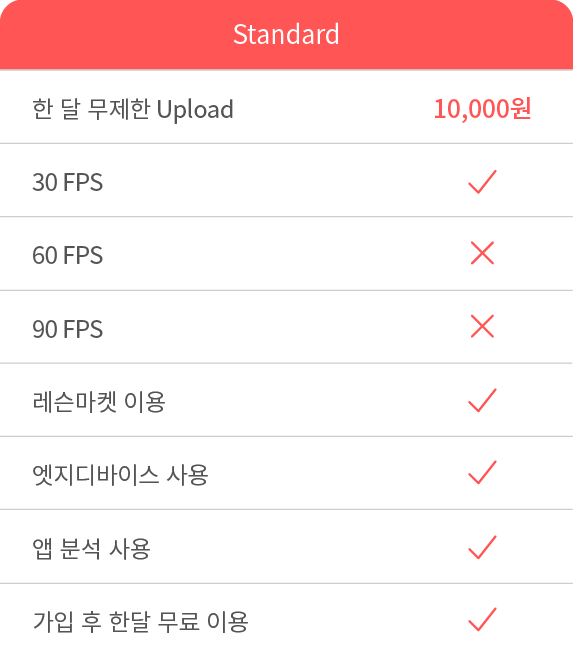 Standard
한 달 무제한 Upload 10,000원
30 FPS
60 FPS
90 FPS
레슨마켓 이용
엣지디바이스 사용
앱 분석 사용
가입 후 한달 무료 이용